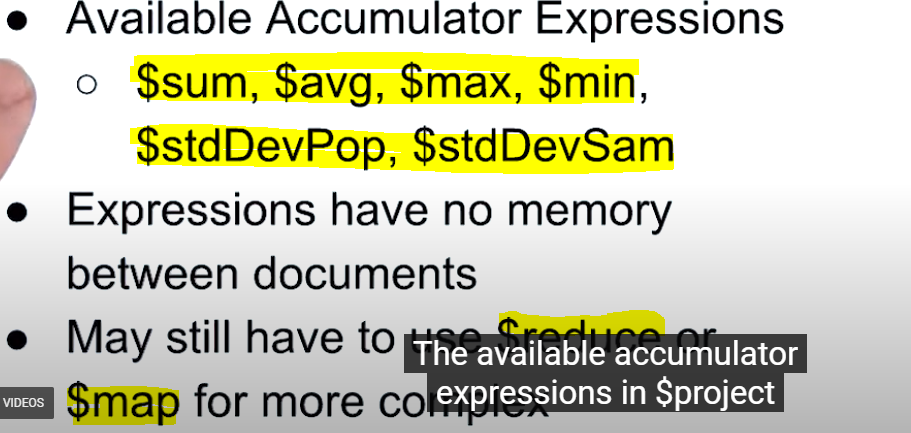 • Available Accumulator Expressions
○ $sum, $avg, $max, $min,
$stdDevPop, $stdDevSam
• Expressions have no memory
between documents
• May still have to use $reduce or
$map for more complex
The available accumulator
expressions in $project
VIDEOS